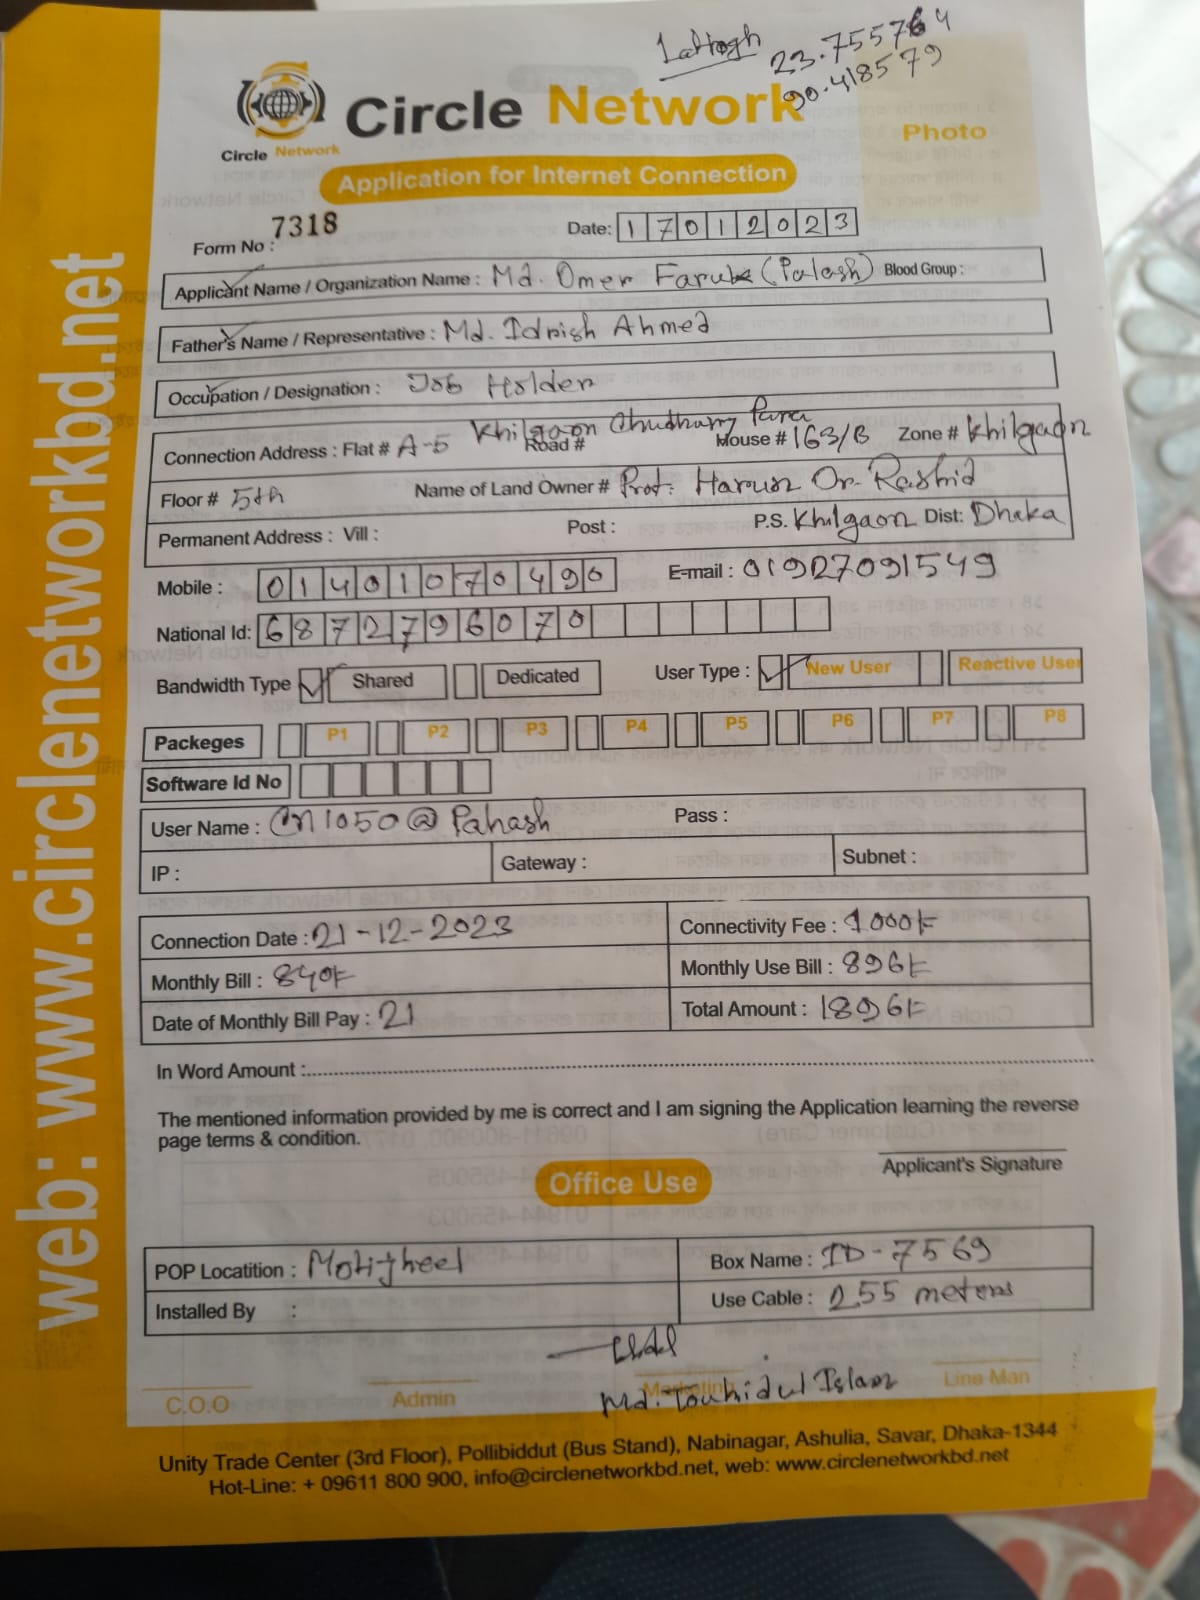 23.755764
90.418579
Circle Network
Circle Network
Photo
Application for Internet Connection
Form No : 7318
Date: 17012023
Applicant Name / Organization Name : Md. Omer Faruk (Palash) Blood Group :
Father's Name / Representative : Md. Idrish Ahmed
Occupation / Designation : Job Holder
Connection Address : Flat # A-5 Khilgaon Chudhury Para Road # House # 163/B Zone # Khilgaon
Floor # 5th Name of Land Owner # Prof. Harun Or-Rashid
Permanent Address : Vill : Post : P.S. Khilgaon Dist: Dhaka
Mobile : 01401070490 E-mail : 01927091549
National Id: 6872796070
Bandwidth Type Shared Dedicated User Type : New User Reactive User
Packeges P1 P2 P3 P4 P5 P6 P7 P8
Software Id No
User Name : CN1050@Palash Pass :
IP : Gateway : Subnet :
Connection Date : 21-12-2023 Connectivity Fee : 1000/-
Monthly Bill : 840/- Monthly Use Bill : 896/-
Date of Monthly Bill Pay : 21 Total Amount : 1896/-
In Word Amount :
The mentioned information provided by me is correct and I am signing the Application learning the reverse
page terms & condition.
Applicant's Signature
Office Use
POP Locatition : Motijheel Box Name : ID-7569
Installed By : Use Cable : 255 meters
C.O.O Admin Marketing Line Man
Md. Touhidul Islam
Unity Trade Center (3rd Floor), Pollibiddut (Bus Stand), Nabinagar, Ashulia, Savar, Dhaka-1344
Hot-Line: + 09611 800 900, info@circlenetworkbd.net, web: www.circlenetworkbd.net
web: www.circlenetworkbd.net